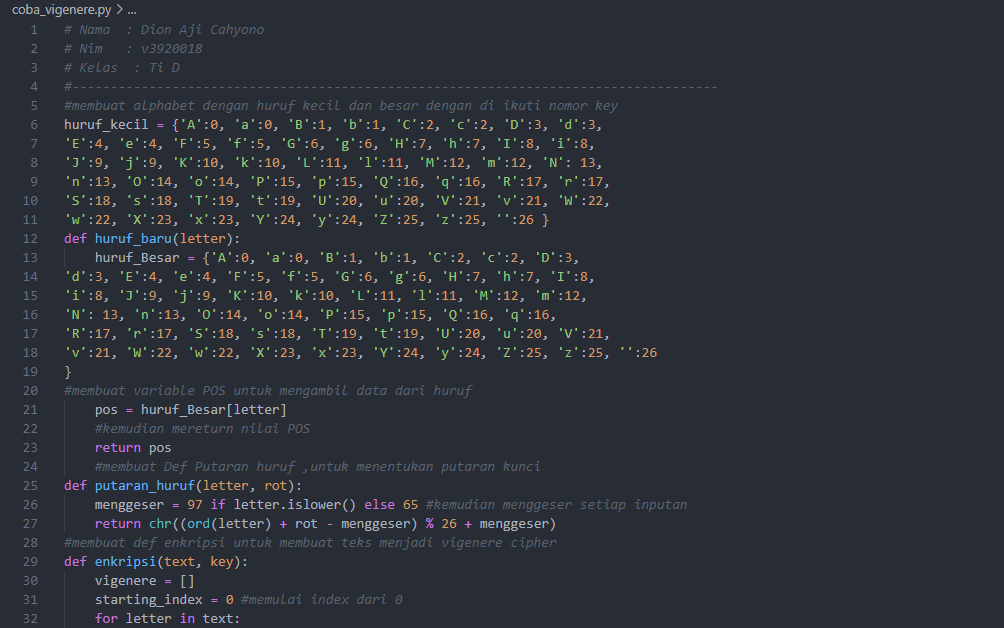 coba_vigenere.py > ...
1 # Nama  : Dion Aji Cahyono
2 # Nim   : v3920018
3 # Kelas  : Ti D
4 #------------------------------------------------------------------------------------
5 #membuat alphabet dengan huruf kecil dan besar dengan di ikuti nomor key
6 huruf_kecil = {'A':0, 'a':0, 'B':1, 'b':1, 'C':2, 'c':2, 'D':3, 'd':3,
7 'E':4, 'e':4, 'F':5, 'f':5, 'G':6, 'g':6, 'H':7, 'h':7, 'I':8, 'i':8,
8 'J':9, 'j':9, 'K':10, 'k':10, 'L':11, 'l':11, 'M':12, 'm':12, 'N': 13,
9 'n':13, 'O':14, 'o':14, 'P':15, 'p':15, 'Q':16, 'q':16, 'R':17, 'r':17,
10 'S':18, 's':18, 'T':19, 't':19, 'U':20, 'u':20, 'V':21, 'v':21, 'W':22,
11 'w':22, 'X':23, 'x':23, 'Y':24, 'y':24, 'Z':25, 'z':25, '':26 }
12 def huruf_baru(letter):
13     huruf_Besar = {'A':0, 'a':0, 'B':1, 'b':1, 'C':2, 'c':2, 'D':3,
14 'd':3, 'E':4, 'e':4, 'F':5, 'f':5, 'G':6, 'g':6, 'H':7, 'h':7, 'I':8,
15 'i':8, 'J':9, 'j':9, 'K':10, 'k':10, 'L':11, 'l':11, 'M':12, 'm':12,
16 'N': 13, 'n':13, 'O':14, 'o':14, 'P':15, 'p':15, 'Q':16, 'q':16,
17 'R':17, 'r':17, 'S':18, 's':18, 'T':19, 't':19, 'U':20, 'u':20, 'V':21,
18 'v':21, 'W':22, 'w':22, 'X':23, 'x':23, 'Y':24, 'y':24, 'Z':25, 'z':25, '':26
19 }
20 #membuat variable POS untuk mengambil data dari huruf
21     pos = huruf_Besar[letter]
22     #kemudian mereturn nilai POS
23     return pos
24     #membuat Def Putaran huruf ,untuk menentukan putaran kunci
25 def putaran_huruf(letter, rot):
26     menggeser = 97 if letter.islower() else 65 #kemudian menggeser setiap inputan
27     return chr((ord(letter) + rot - menggeser) % 26 + menggeser)
28 #membuat def enkripsi untuk membuat teks menjadi vigenere cipher
29 def enkripsi(text, key):
30     vigenere = []
31     starting_index = 0 #memulai index dari 0
32     for letter in text: